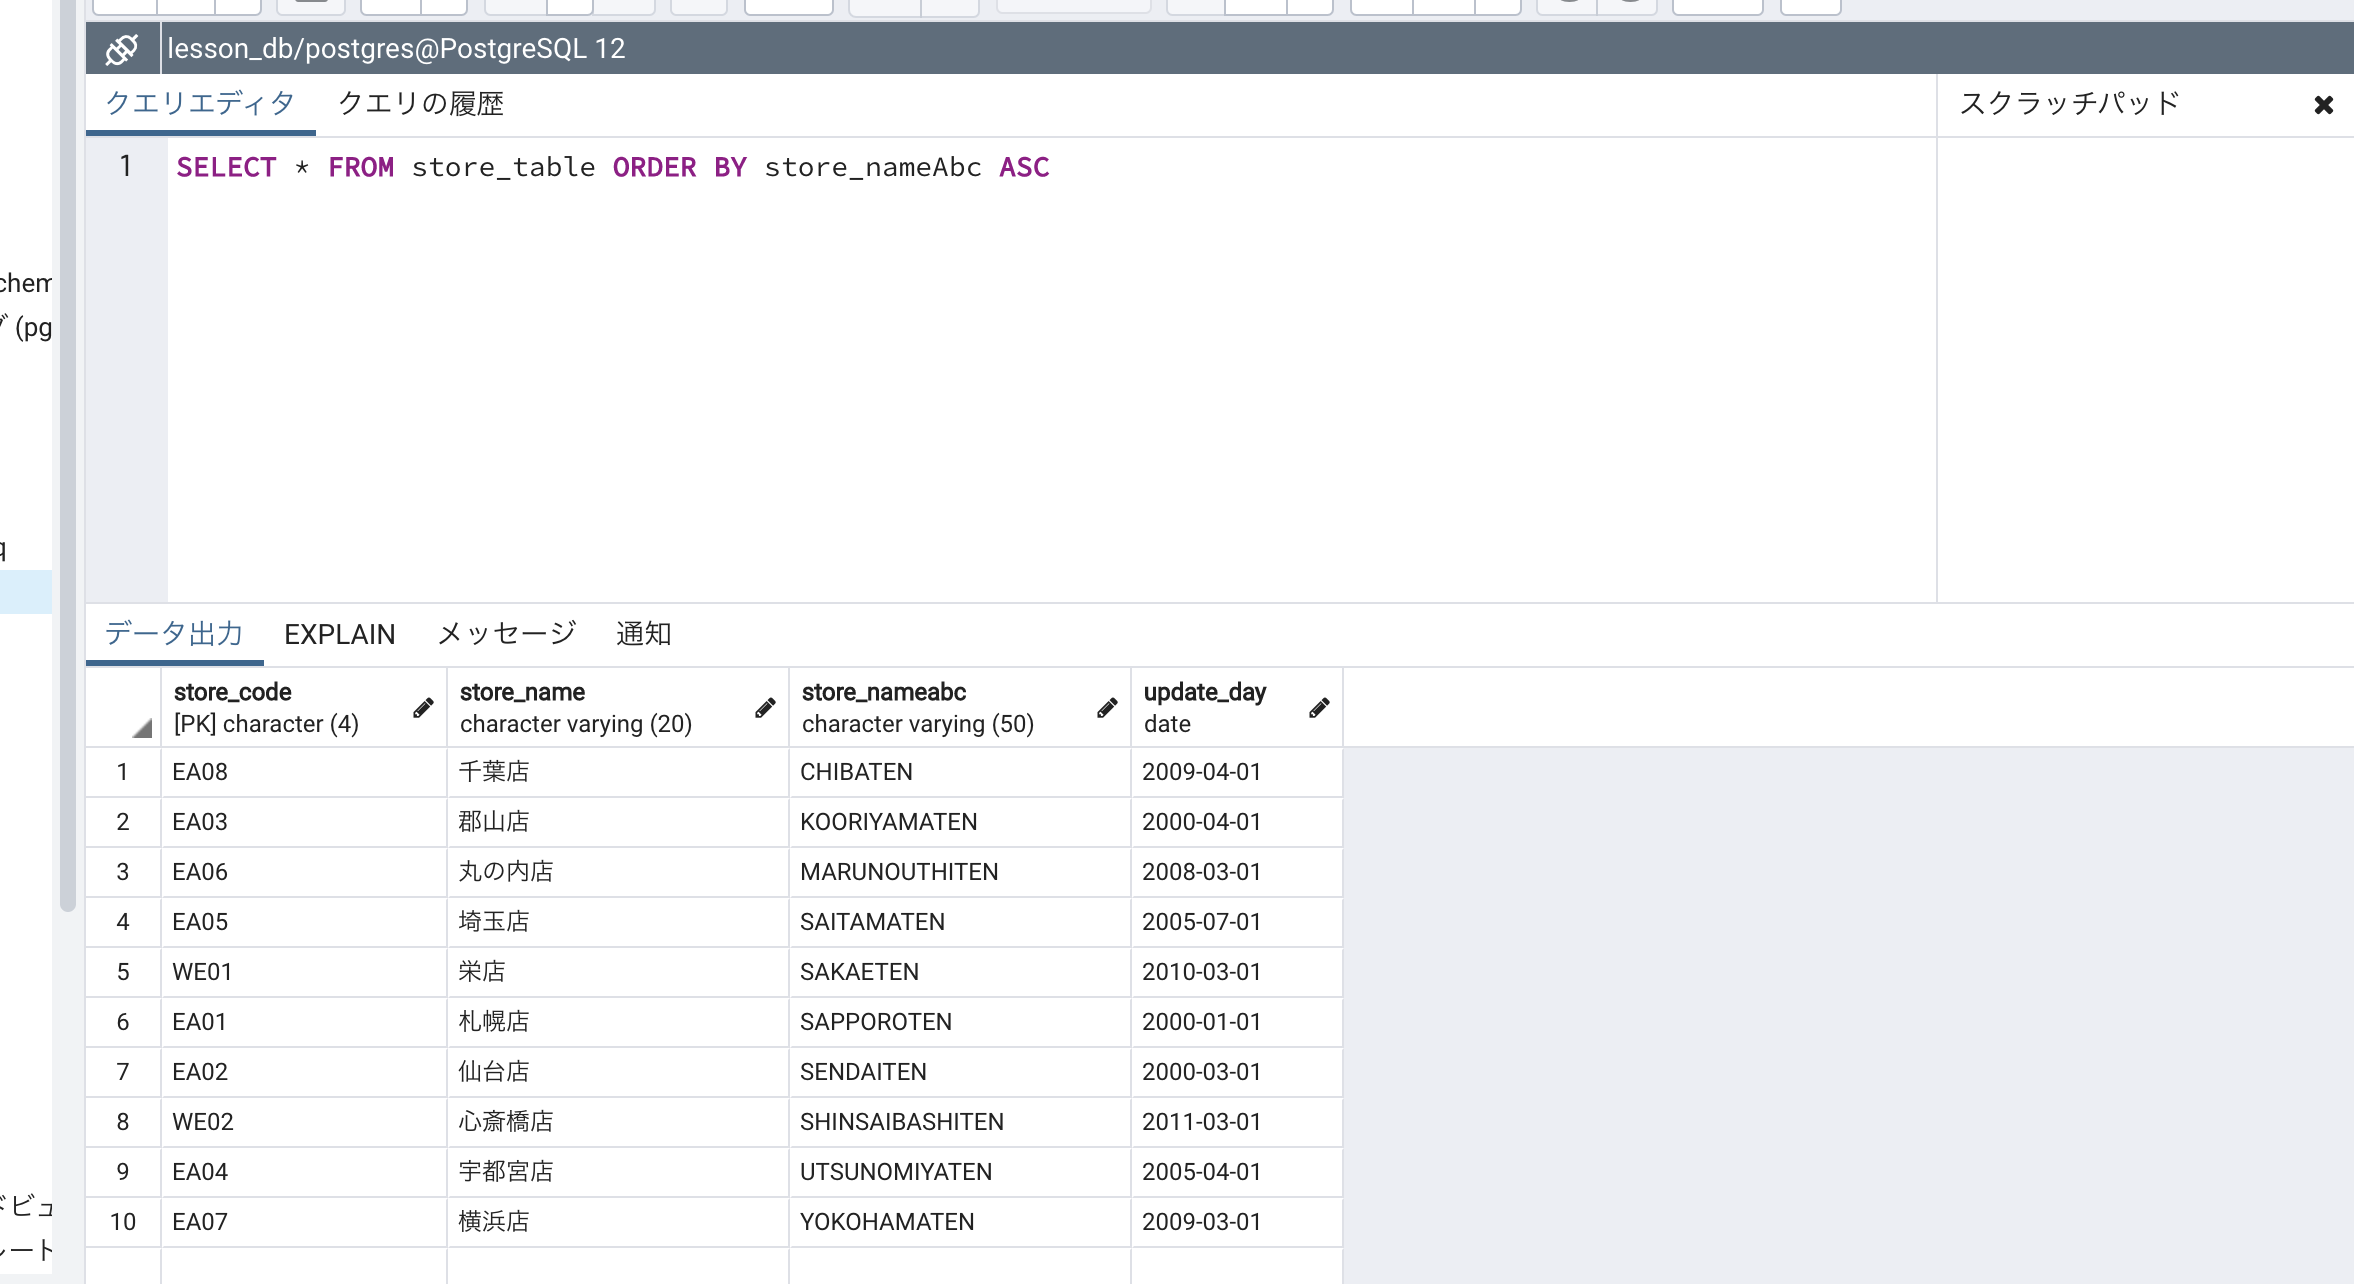 lesson_db/postgres@PostgreSQL 12
クエリエディタ クエリの履歴 スクラッチパッド
1 SELECT * FROM store_table ORDER BY store_nameAbc ASC
(pg
データ出力 EXPLAIN メッセージ 通知
store_code store_name store_nameabc update_day
[PK] character (4) character varying (20) character varying (50) date
1 EA08 千葉店 CHIBATEN 2009-04-01
2 EA03 郡山店 KOORIYAMATEN 2000-04-01
3 EA06 丸の内店 MARUNOUTHITEN 2008-03-01
4 EA05 埼玉店 SAITAMATEN 2005-07-01
5 WE01 栄店 SAKAETEN 2010-03-01
6 EA01 札幌店 SAPPOROTEN 2000-01-01
7 EA02 仙台店 SENDAITEN 2000-03-01
8 WE02 心斎橋店 SHINSAIBASHITEN 2011-03-01
9 EA04 宇都宮店 UTSUNOMIYATEN 2005-04-01
10 EA07 横浜店 YOKOHAMATEN 2009-03-01